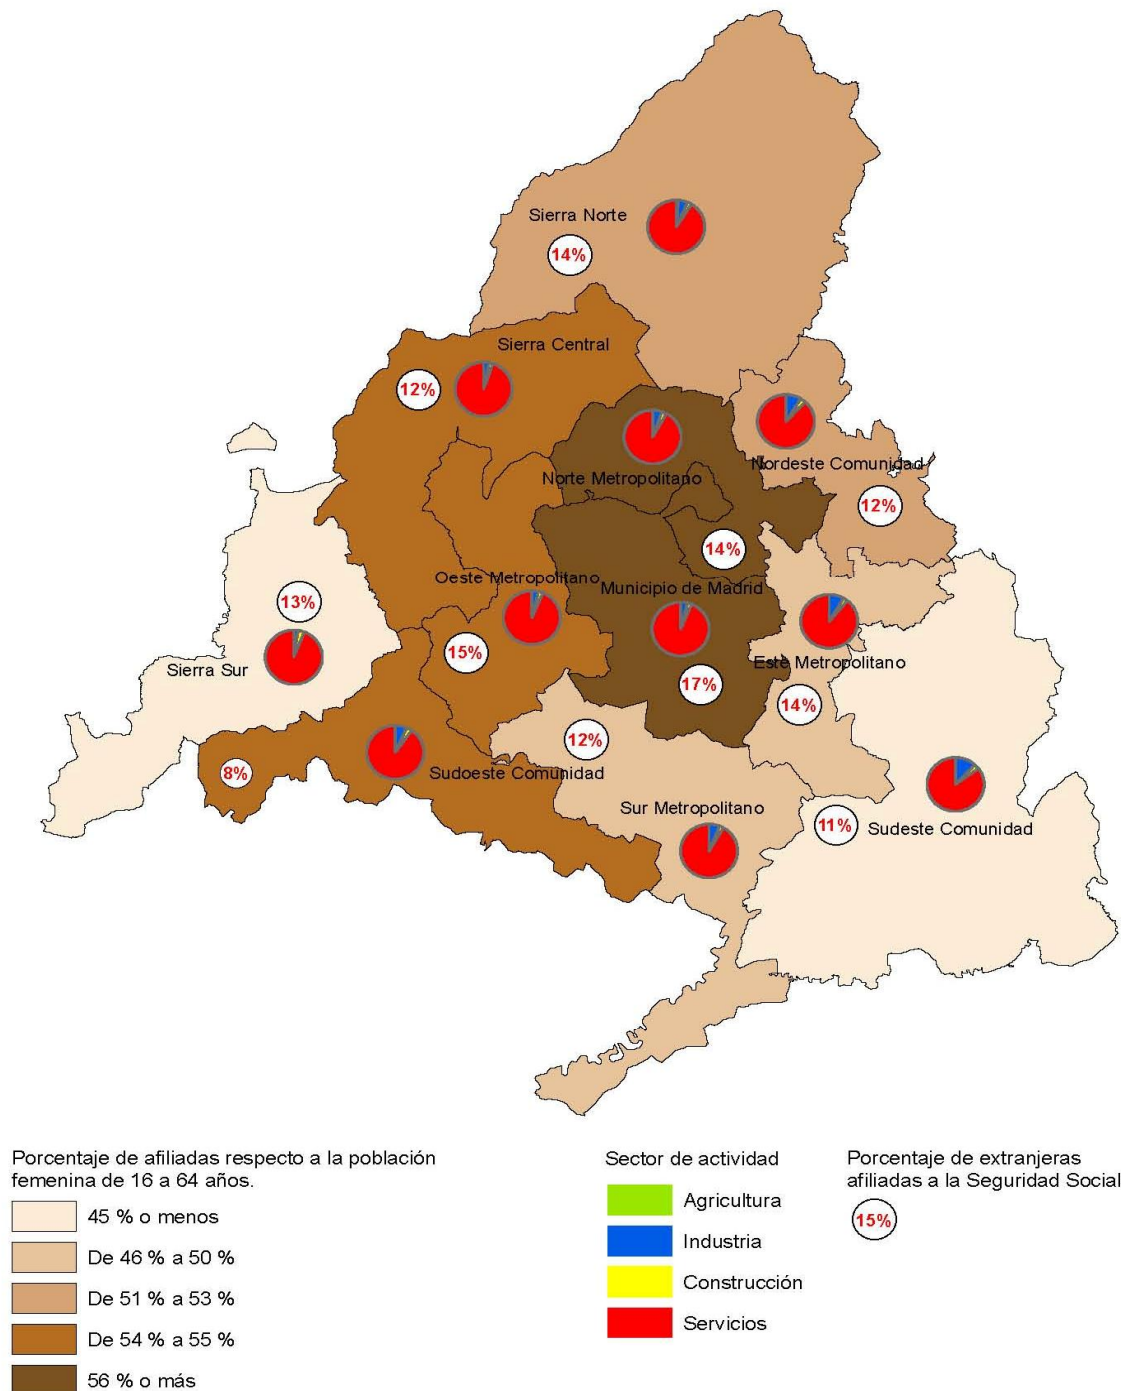 Sierra Norte
14%
Sierra Central
12%
Norte Metropolitano
Nordeste Comunidad
12%
14%
Oeste Metropolitano
Municipio de Madrid
13%
15%
Sierra Sur
Este Metropolitano
17%
14%
12%
8%
Sudoeste Comunidad
Sur Metropolitano
11%
Sudeste Comunidad
Porcentaje de afiliadas respecto a la población
femenina de 16 a 64 años.
45 % o menos
De 46 % a 50 %
De 51 % a 53 %
De 54 % a 55 %
56 % o más
Sector de actividad
Agricultura
Industria
Construcción
Servicios
Porcentaje de extranjeras
afiliadas a la Seguridad Social
15%